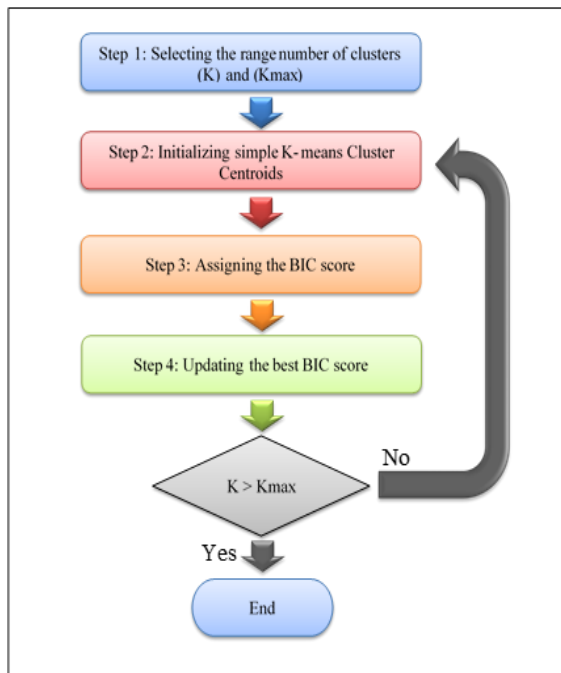 Step 1: Selecting the range number of clusters
(K) and (Kmax)
Step 2: Initializing simple K-means Cluster
Centroids
Step 3: Assigning the BIC score
Step 4: Updating the best BIC score
K > Kmax
No
Yes
End